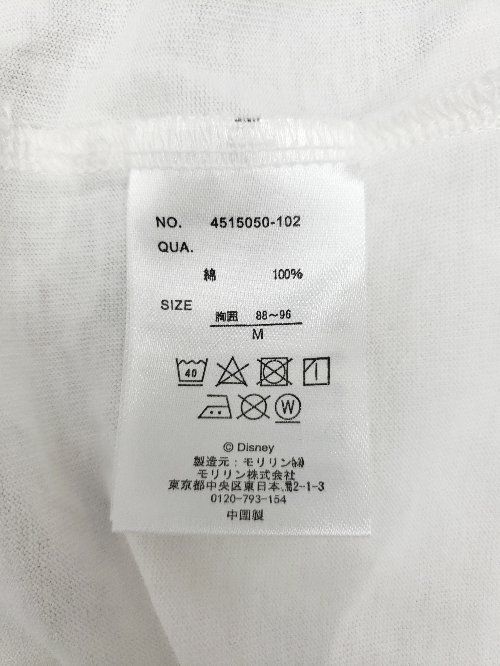 NO. 4515050-102
QUA.
綿 100%
SIZE 胸囲 88～96
M
40
W
© Disney
製造元：モリリン㈱
モリリン株式会社
東京都中央区東日本橋2-1-3
0120-793-154
中国製